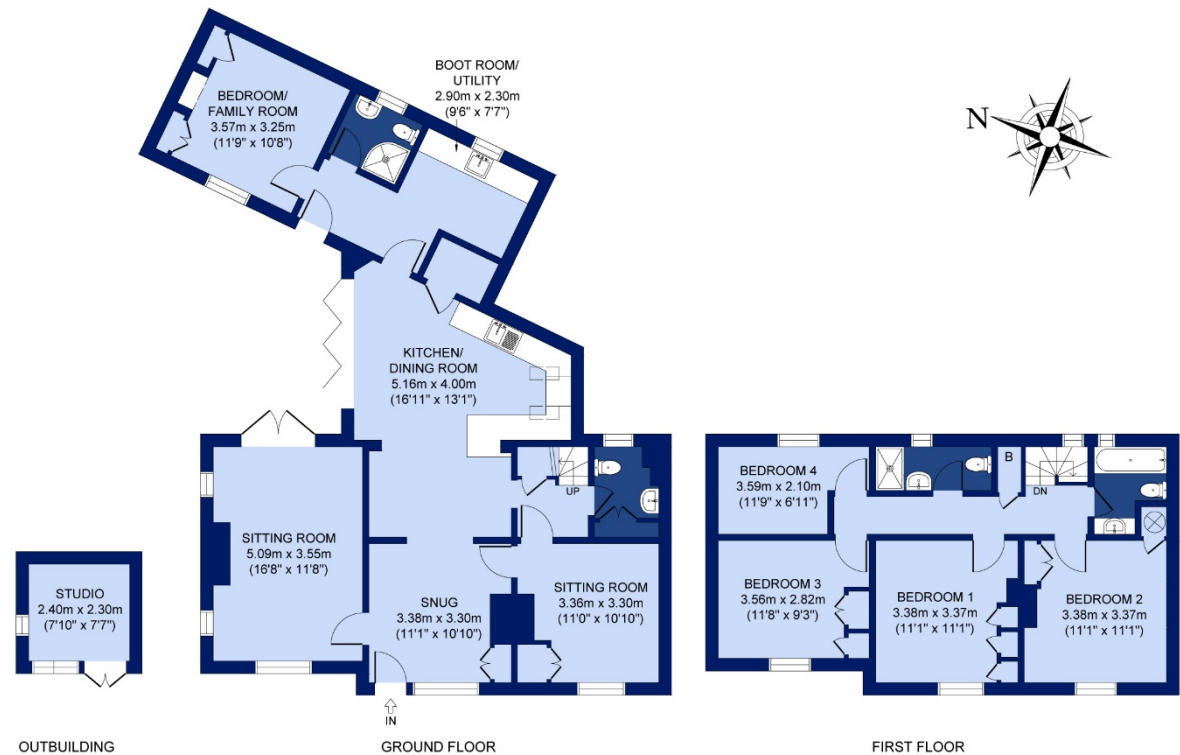 BOOT ROOM/
UTILITY
2.90m x 2.30m
(9'6" x 7'7")
BEDROOM/
FAMILY ROOM
3.57m x 3.25m
(11'9" x 10'8")
N
KITCHEN/
DINING ROOM
5.16m x 4.00m
(16'11" x 13'1")
UP
SITTING ROOM
5.09m x 3.55m
(16'8" x 11'8")
SNUG
3.38m x 3.30m
(11'1" x 10'10")
SITTING ROOM
3.36m x 3.30m
(11'0" x 10'10")
IN
STUDIO
2.40m x 2.30m
(7'10" x 7'7")
BEDROOM 4
3.59m x 2.10m
(11'9" x 6'11")
B
DN
BEDROOM 3
3.56m x 2.82m
(11'8" x 9'3")
BEDROOM 1
3.38m x 3.37m
(11'1" x 11'1")
BEDROOM 2
3.38m x 3.37m
(11'1" x 11'1")
OUTBUILDING
GROUND FLOOR
FIRST FLOOR